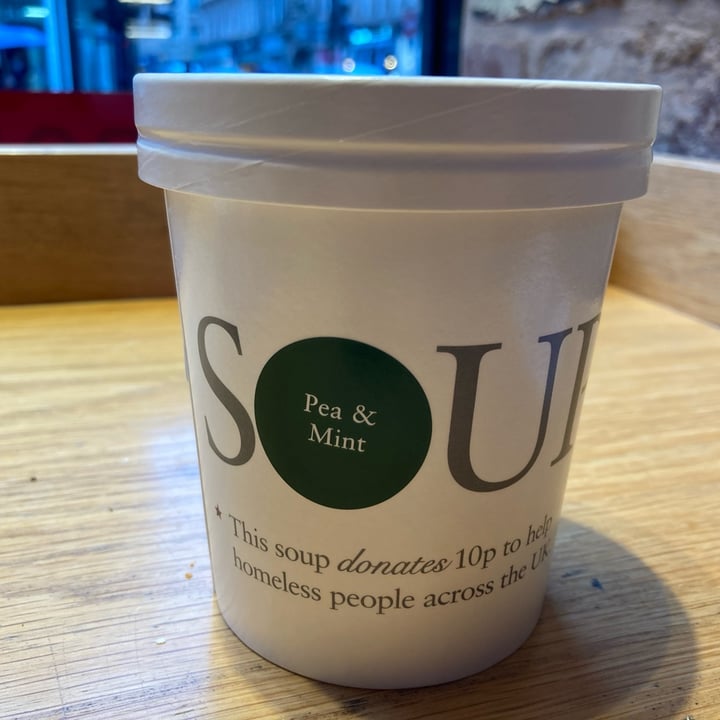 SOUP
Pea &
Mint
* This soup donates 10p to help
homeless people across the UK